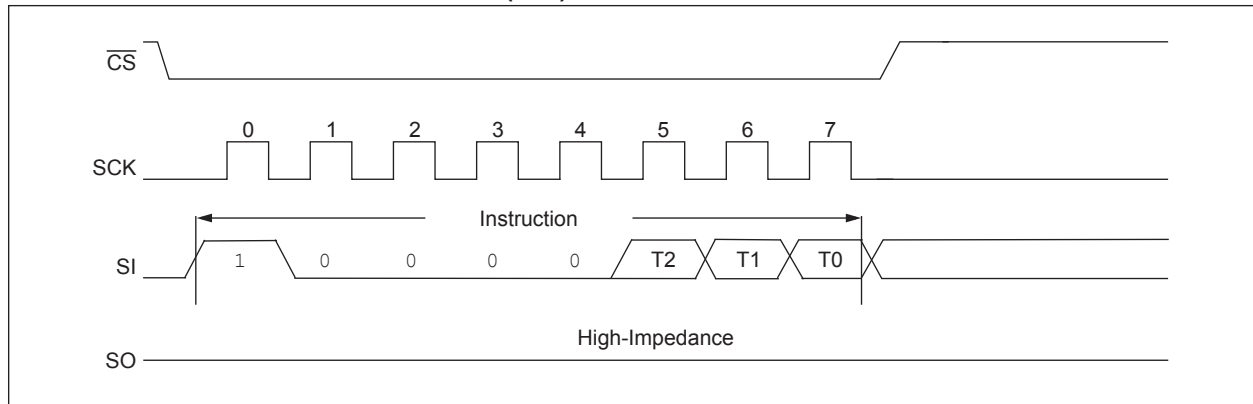 CS
0 1 2 3 4 5 6 7
SCK
Instruction
SI 1 0 0 0 0 T2 T1 T0
High-Impedance
SO